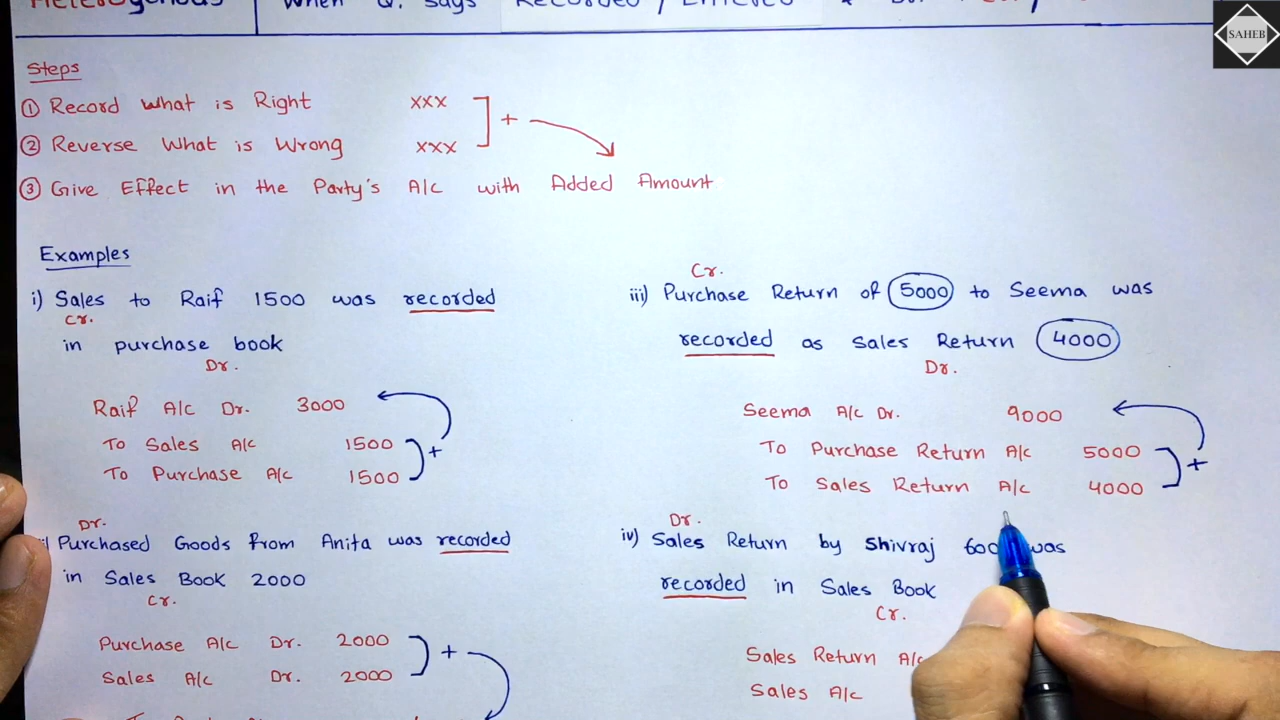 When Q. says Recorded / Entered
SAHEB
Steps
① Record what is Right xxx
+
② Reverse What is Wrong xxx
③ Give Effect in the Party's A/c with Added Amount
Examples
i) Sales to Raif 1500 was recorded
Cr.
in purchase book
Dr.
Raif A/c Dr. 3000
To Sales A/c 1500
+
To Purchase A/c 1500
Dr.
Purchased Goods from Anita was recorded
in Sales Book 2000
Cr.
Purchase A/c Dr. 2000
+
Sales A/c Dr. 2000
Cr.
iii) Purchase Return of 5000 to Seema was
recorded as Sales Return 4000
Dr.
Seema A/c Dr. 9000
To Purchase Return A/c 5000
+
To Sales Return A/c 4000
Dr.
iv) Sales Return by Shivraj was
recorded in Sales Book
Cr.
Sales Return A/c
Sales A/c